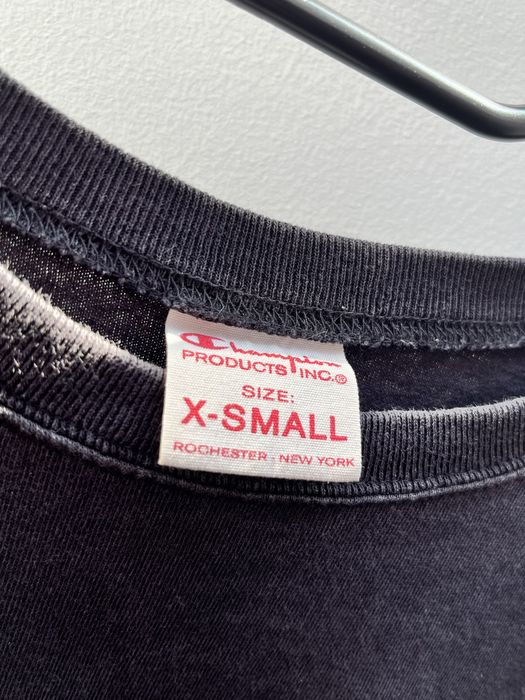 Champion
PRODUCTS INC.®
SIZE:
X-SMALL
ROCHESTER - NEW YORK